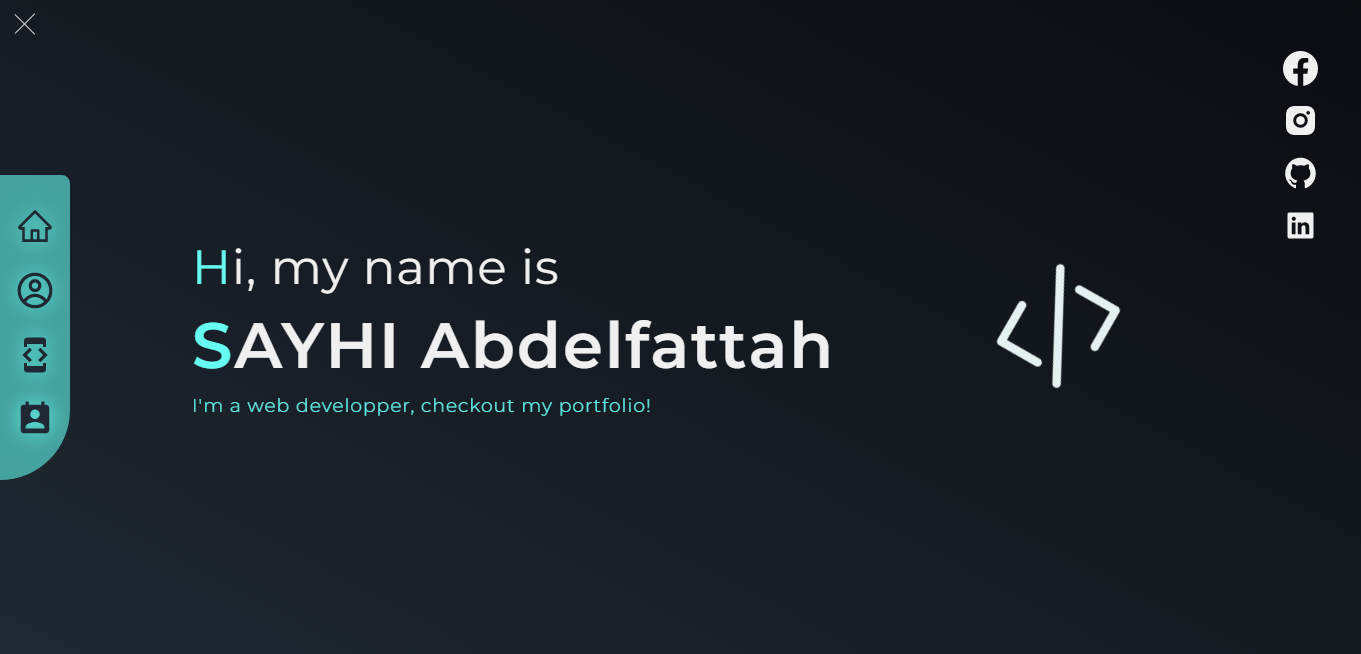 Hi, my name is
SAYHI Abdelfattah
I'm a web developper, checkout my portfolio!